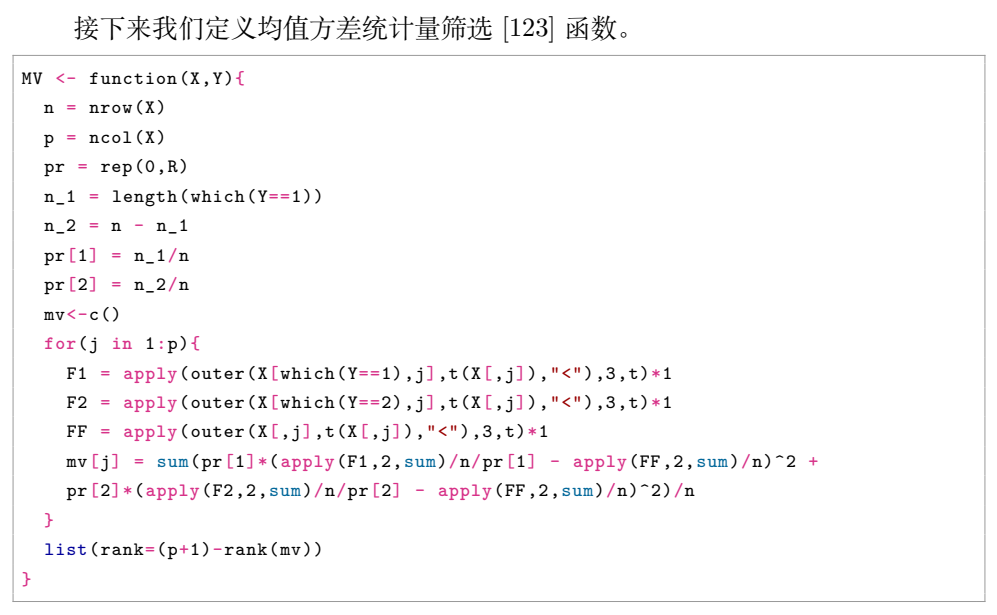 接下来我们定义均值方差统计量筛选 [123] 函数。
MV <- function(X,Y){
  n = nrow(X)
  p = ncol(X)
  pr = rep(0,R)
  n_1 = length(which(Y==1))
  n_2 = n - n_1
  pr[1] = n_1/n
  pr[2] = n_2/n
  mv<-c()
  for(j in 1:p){
    F1 = apply(outer(X[which(Y==1),j],t(X[,j]),"<"),3,t)*1
    F2 = apply(outer(X[which(Y==2),j],t(X[,j]),"<"),3,t)*1
    FF = apply(outer(X[,j],t(X[,j]),"<"),3,t)*1
    mv[j] = sum(pr[1]*(apply(F1,2,sum)/n/pr[1] - apply(FF,2,sum)/n)^2 +
    pr[2]*(apply(F2,2,sum)/n/pr[2] - apply(FF,2,sum)/n)^2)/n
  }
  list(rank=(p+1)-rank(mv))
}